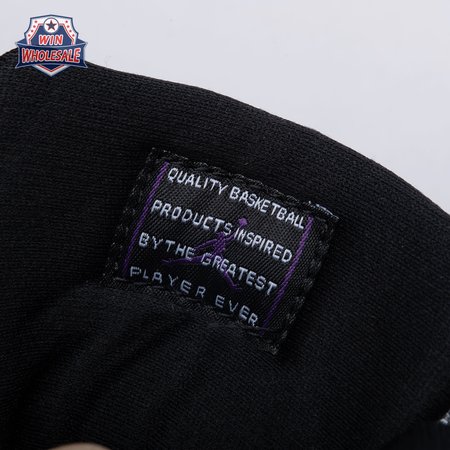 WIN
WHOLESALE
QUALITY BASKETBALL
PRODUCTS INSPIRED
BY THE GREATEST
PLAYER EVER